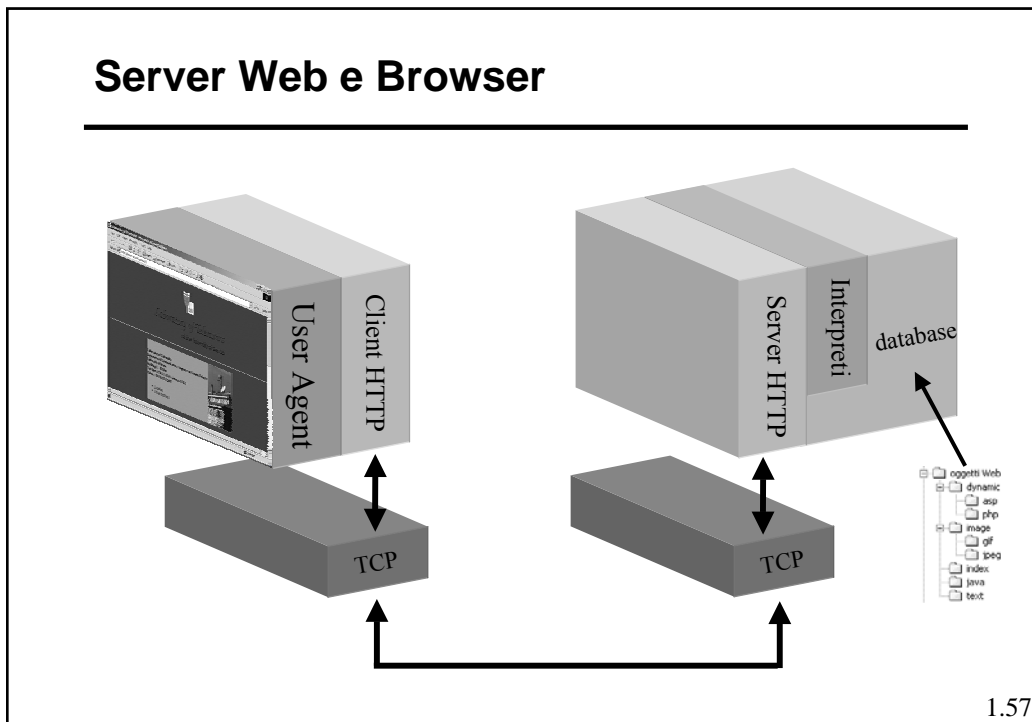 Server Web e Browser
User Agent
Client HTTP
TCP
Server HTTP
Interpreti
database
TCP
oggetti Web
dynamic
asp
php
image
gif
jpeg
index
java
text
1.57